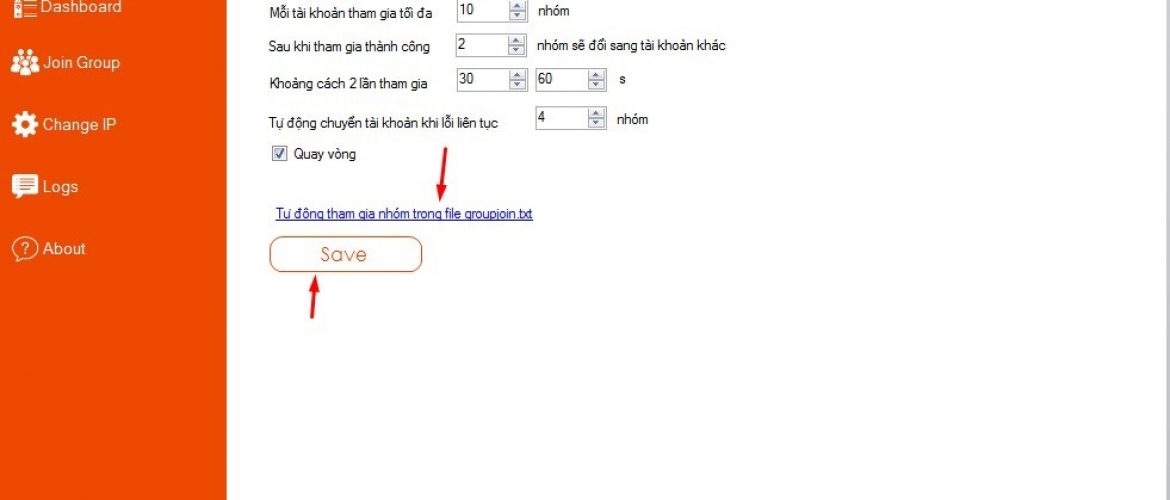 Dashboard
Join Group
Change IP
Logs
About
Mỗi tài khoản tham gia tối đa 10 nhóm
Sau khi tham gia thành công 2 nhóm sẽ đổi sang tài khoản khác
Khoảng cách 2 lần tham gia 30 60 s
Tự động chuyển tài khoản khi lỗi liên tục 4 nhóm
Quay vòng
Tự động tham gia nhóm trong file groupjoin.txt
Save